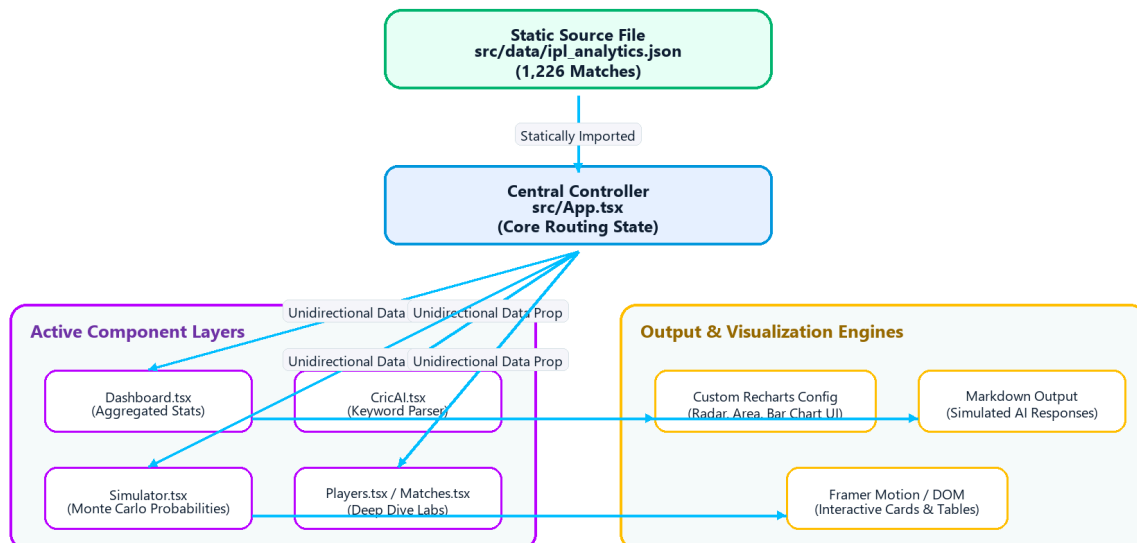 Static Source File
src/data/ipl_analytics.json
(1,226 Matches)
Statically Imported
Central Controller
src/App.tsx
(Core Routing State)
Unidirectional Data
Unidirectional Data Prop
Unidirectional Data
Unidirectional Data Prop
Active Component Layers
Dashboard.tsx
(Aggregated Stats)
CricAI.tsx
(Keyword Parser)
Simulator.tsx
(Monte Carlo Probabilities)
Players.tsx / Matches.tsx
(Deep Dive Labs)
Output & Visualization Engines
Custom Recharts Config
(Radar, Area, Bar Chart UI)
Markdown Output
(Simulated AI Responses)
Framer Motion / DOM
(Interactive Cards & Tables)